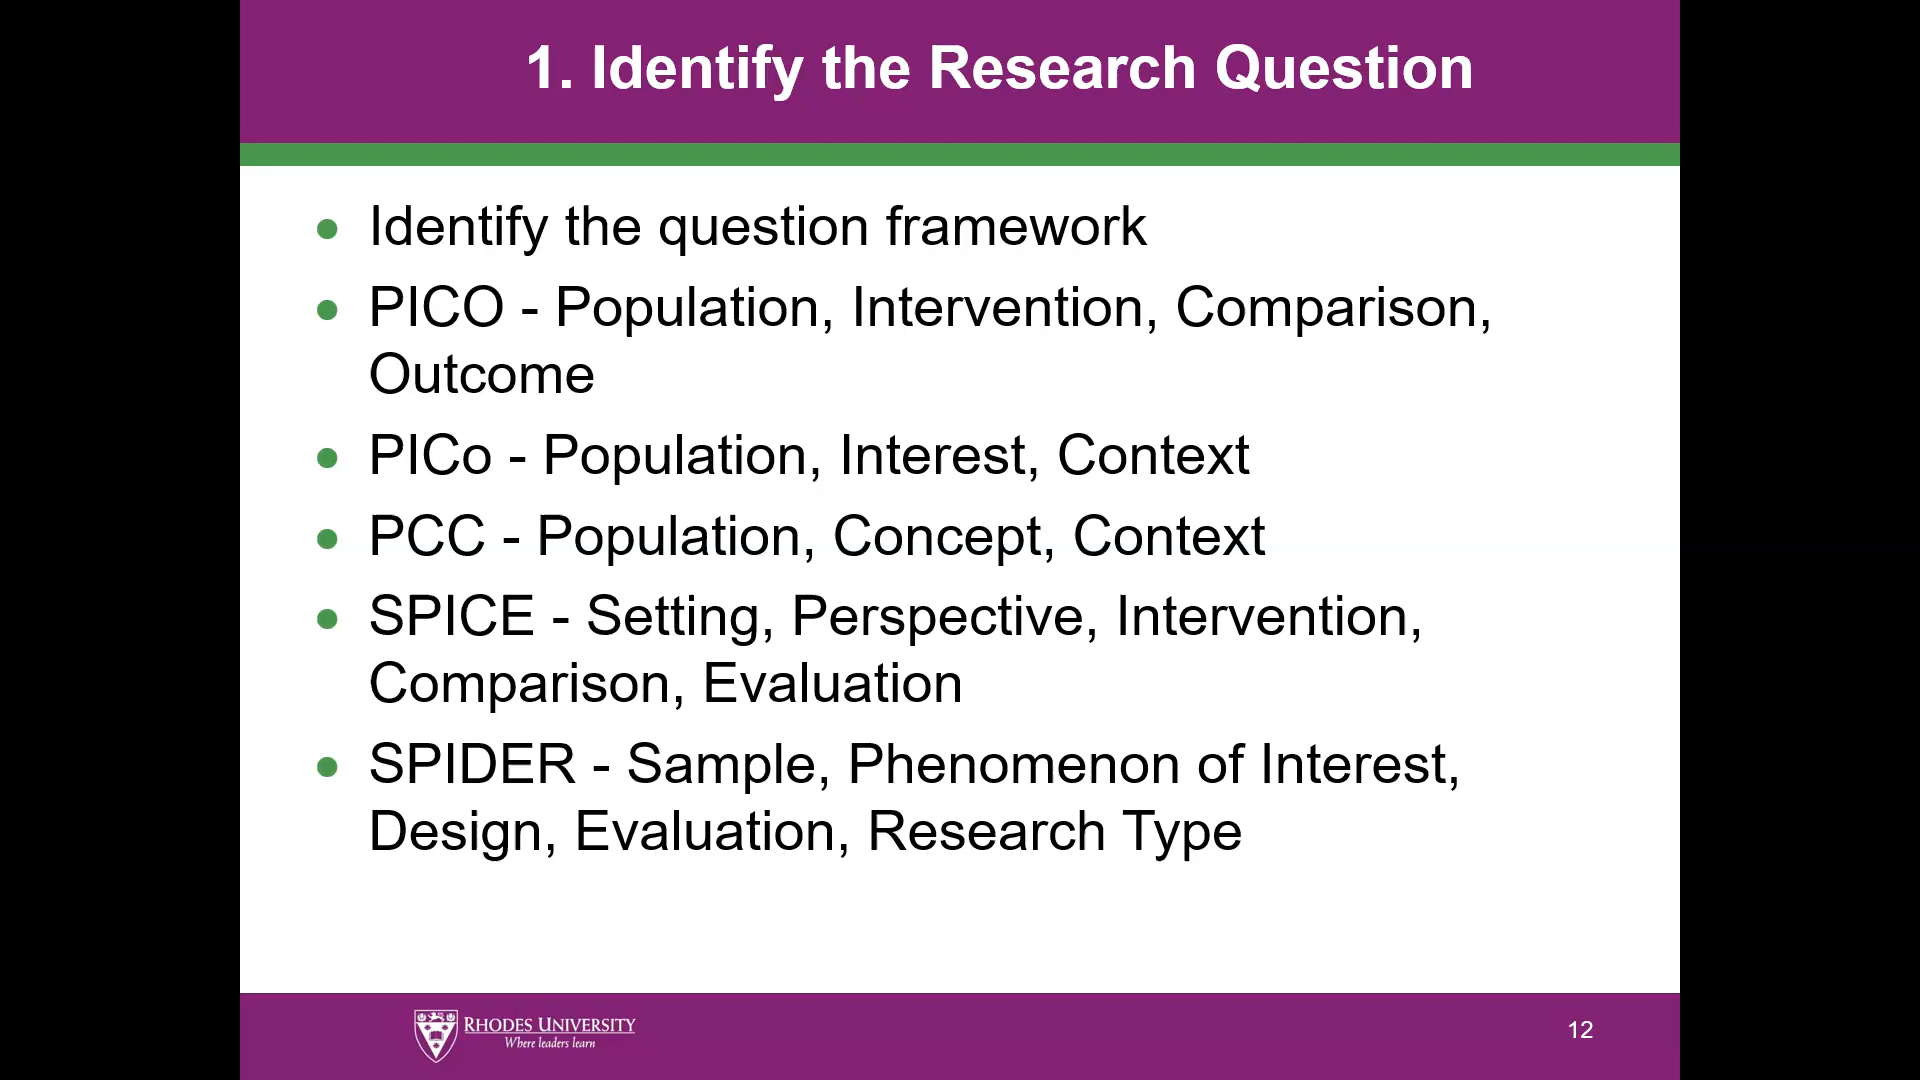 1. Identify the Research Question
Identify the question framework
PICO - Population, Intervention, Comparison,
Outcome
PICo - Population, Interest, Context
PCC - Population, Concept, Context
SPICE - Setting, Perspective, Intervention,
Comparison, Evaluation
SPIDER - Sample, Phenomenon of Interest,
Design, Evaluation, Research Type
RHODES UNIVERSITY
Where leaders learn
12